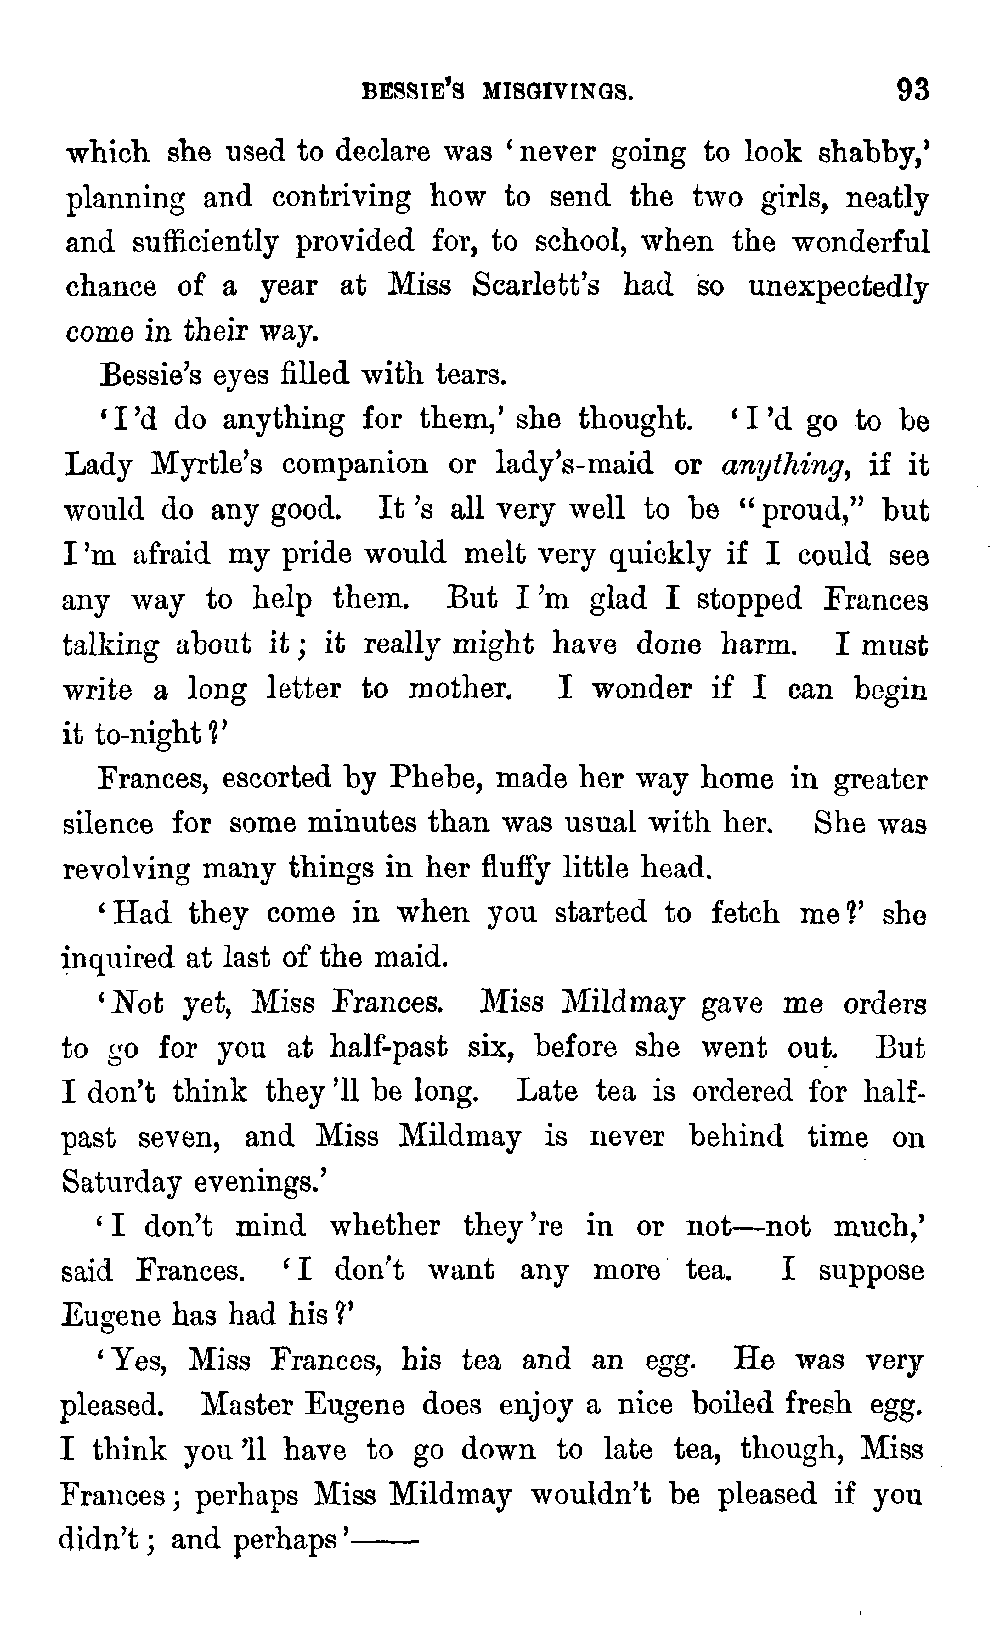 BESSIE'S MISGIVINGS. 93
which she used to declare was ‘never going to look shabby,’
planning and contriving how to send the two girls, neatly
and sufficiently provided for, to school, when the wonderful
chance of a year at Miss Scarlett’s had so unexpectedly
come in their way.
Bessie’s eyes filled with tears.
‘I’d do anything for them,’ she thought. ‘I’d go to be
Lady Myrtle’s companion or lady’s-maid or anything, if it
would do any good. It’s all very well to be “proud,” but
I’m afraid my pride would melt very quickly if I could see
any way to help them. But I’m glad I stopped Frances
talking about it; it really might have done harm. I must
write a long letter to mother. I wonder if I can begin
it to-night?’
Frances, escorted by Phebe, made her way home in greater
silence for some minutes than was usual with her. She was
revolving many things in her fluffy little head.
‘Had they come in when you started to fetch me?’ she
inquired at last of the maid.
‘Not yet, Miss Frances. Miss Mildmay gave me orders
to go for you at half-past six, before she went out. But
I don’t think they’ll be long. Late tea is ordered for half-
past seven, and Miss Mildmay is never behind time on
Saturday evenings.’
‘I don’t mind whether they’re in or not—not much,’
said Frances. ‘I don’t want any more tea. I suppose
Eugene has had his?’
‘Yes, Miss Frances, his tea and an egg. He was very
pleased. Master Eugene does enjoy a nice boiled fresh egg.
I think you’ll have to go down to late tea, though, Miss
Frances; perhaps Miss Mildmay wouldn’t be pleased if you
didn’t; and perhaps’——